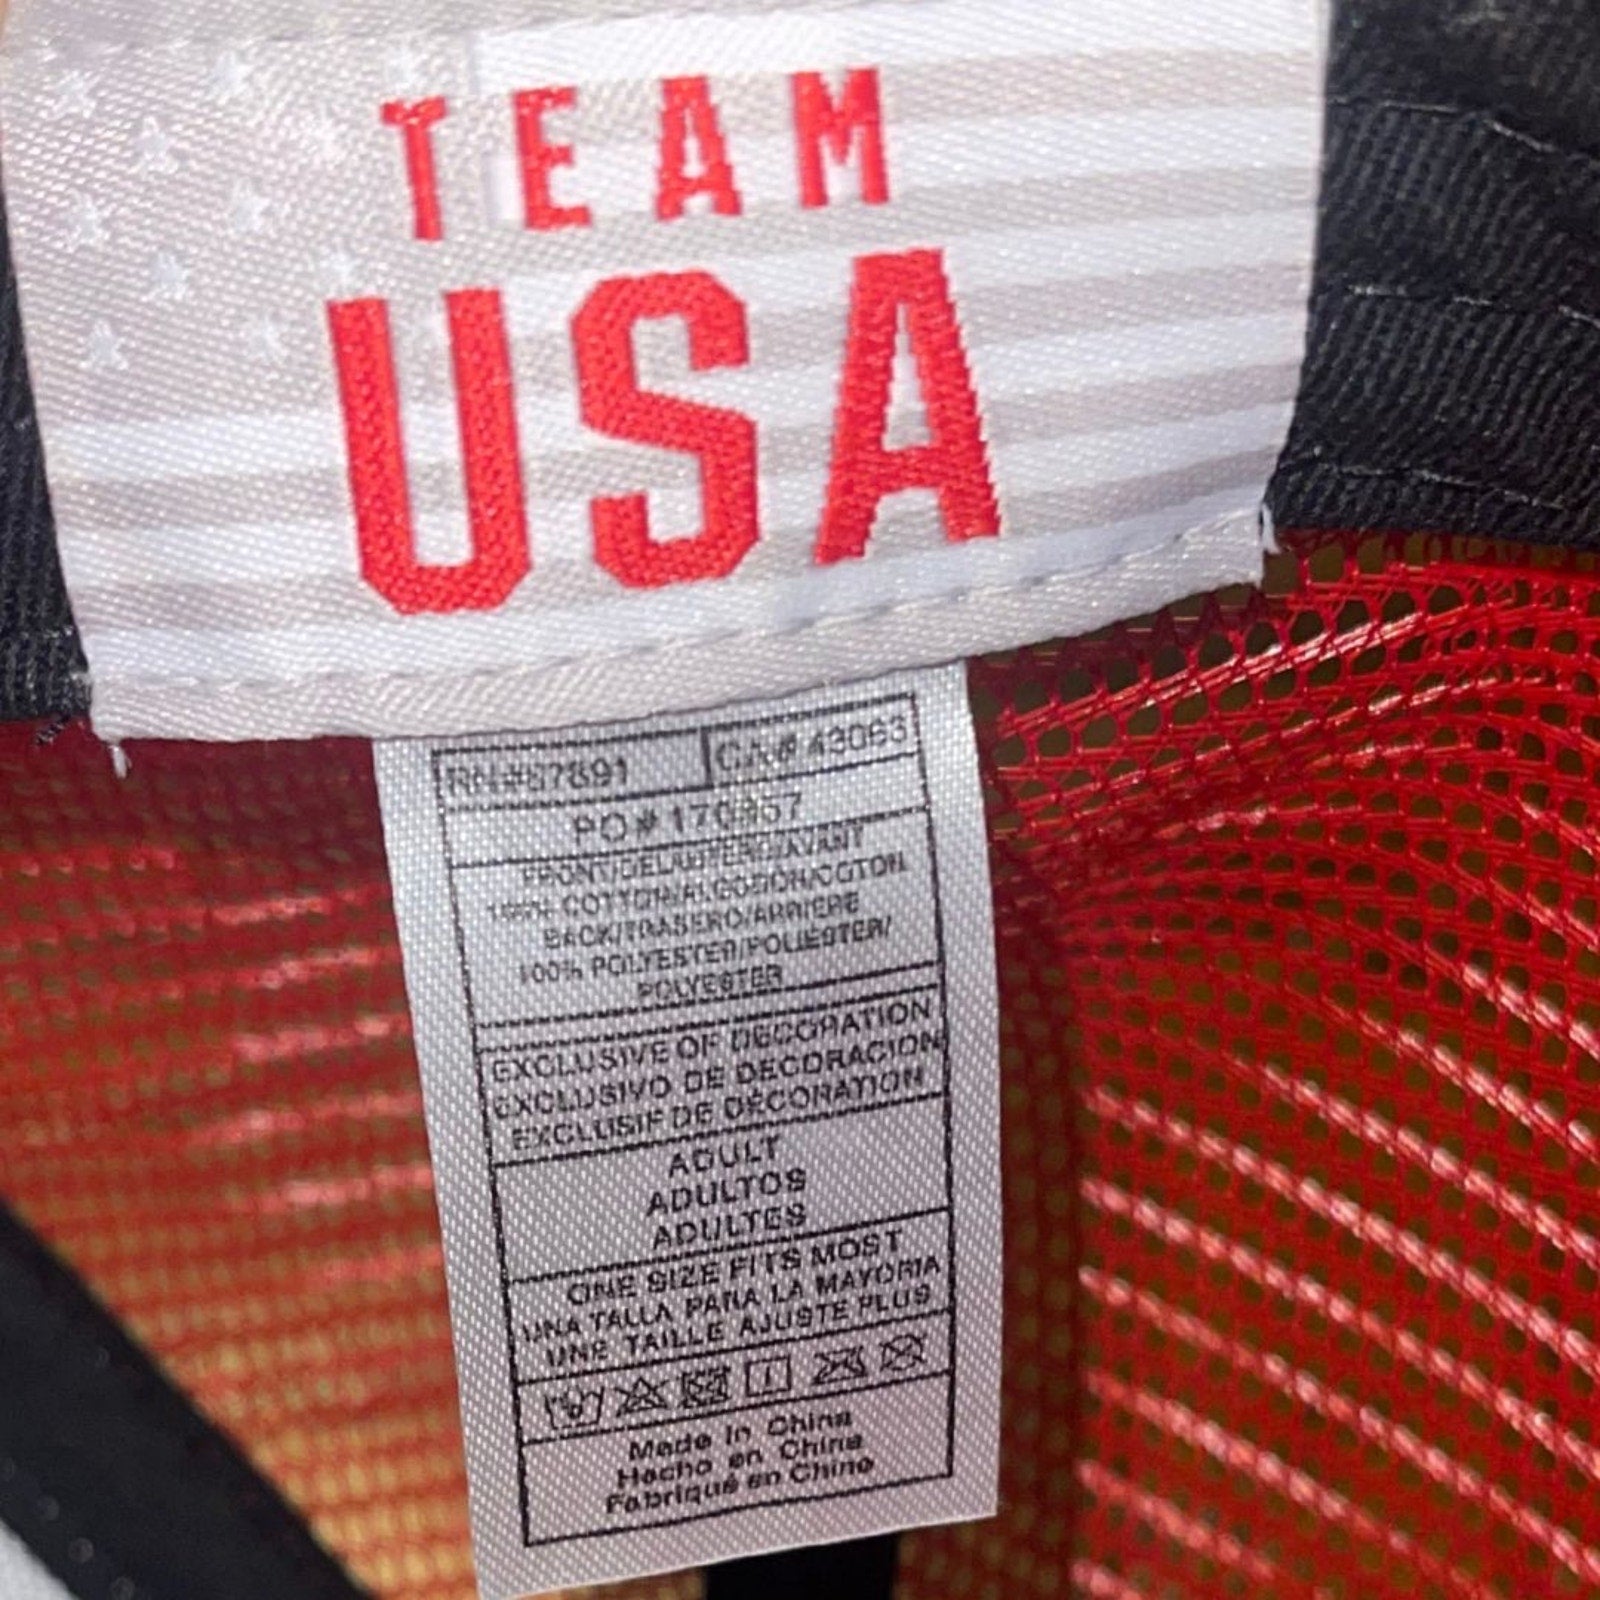 TEAM
USA
RN#87891 CA# 43063
PO# 170957
FRONT/DELANTERO/AVANT
100% COTTON/ALGODON/COTON
BACK/TRASERO/ARRIERE
100% POLYESTER/POLIESTER/
POLYESTER
EXCLUSIVE OF DECORATION
EXCLUSIVO DE DECORACION
EXCLUSIF DE DÉCORATION
ADULT
ADULTOS
ADULTES
ONE SIZE FITS MOST
UNA TALLA PARA LA MAYORIA
UNE TAILLE AJUSTE PLUS
Made in China
Hecho en China
Fabriqué en Chine